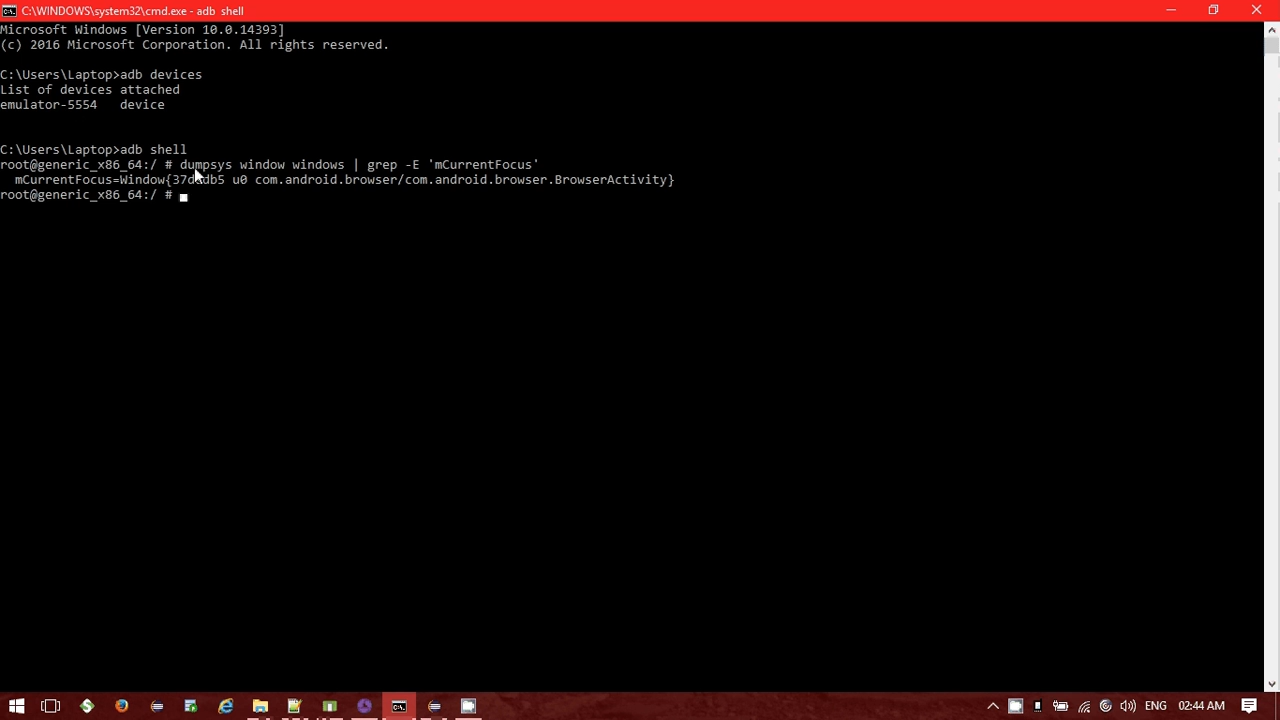 C:\WINDOWS\system32\cmd.exe - adb shell
Microsoft Windows [Version 10.0.14393]
(c) 2016 Microsoft Corporation. All rights reserved.
C:\Users\Laptop>adb devices
List of devices attached
emulator-5554 device
C:\Users\Laptop>adb shell
root@generic_x86_64:/ # dumpsys window windows | grep -E 'mCurrentFocus'
mCurrentFocus=Window{ u0 com.android.browser/com.android.browser.BrowserActivity}
root@generic_x86_64:/ #
ENG 02:44 AM